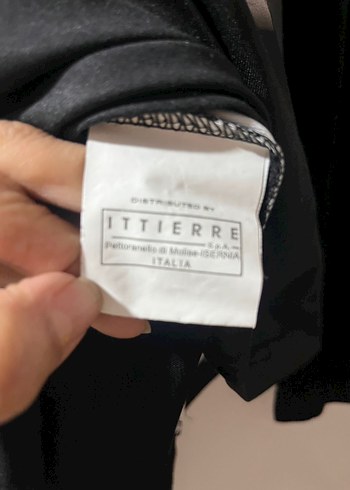 DISTRIBUTED BY
ITTIERRE
S.p.A.
Pettoranello di Molise-ISERNIA
ITALIA